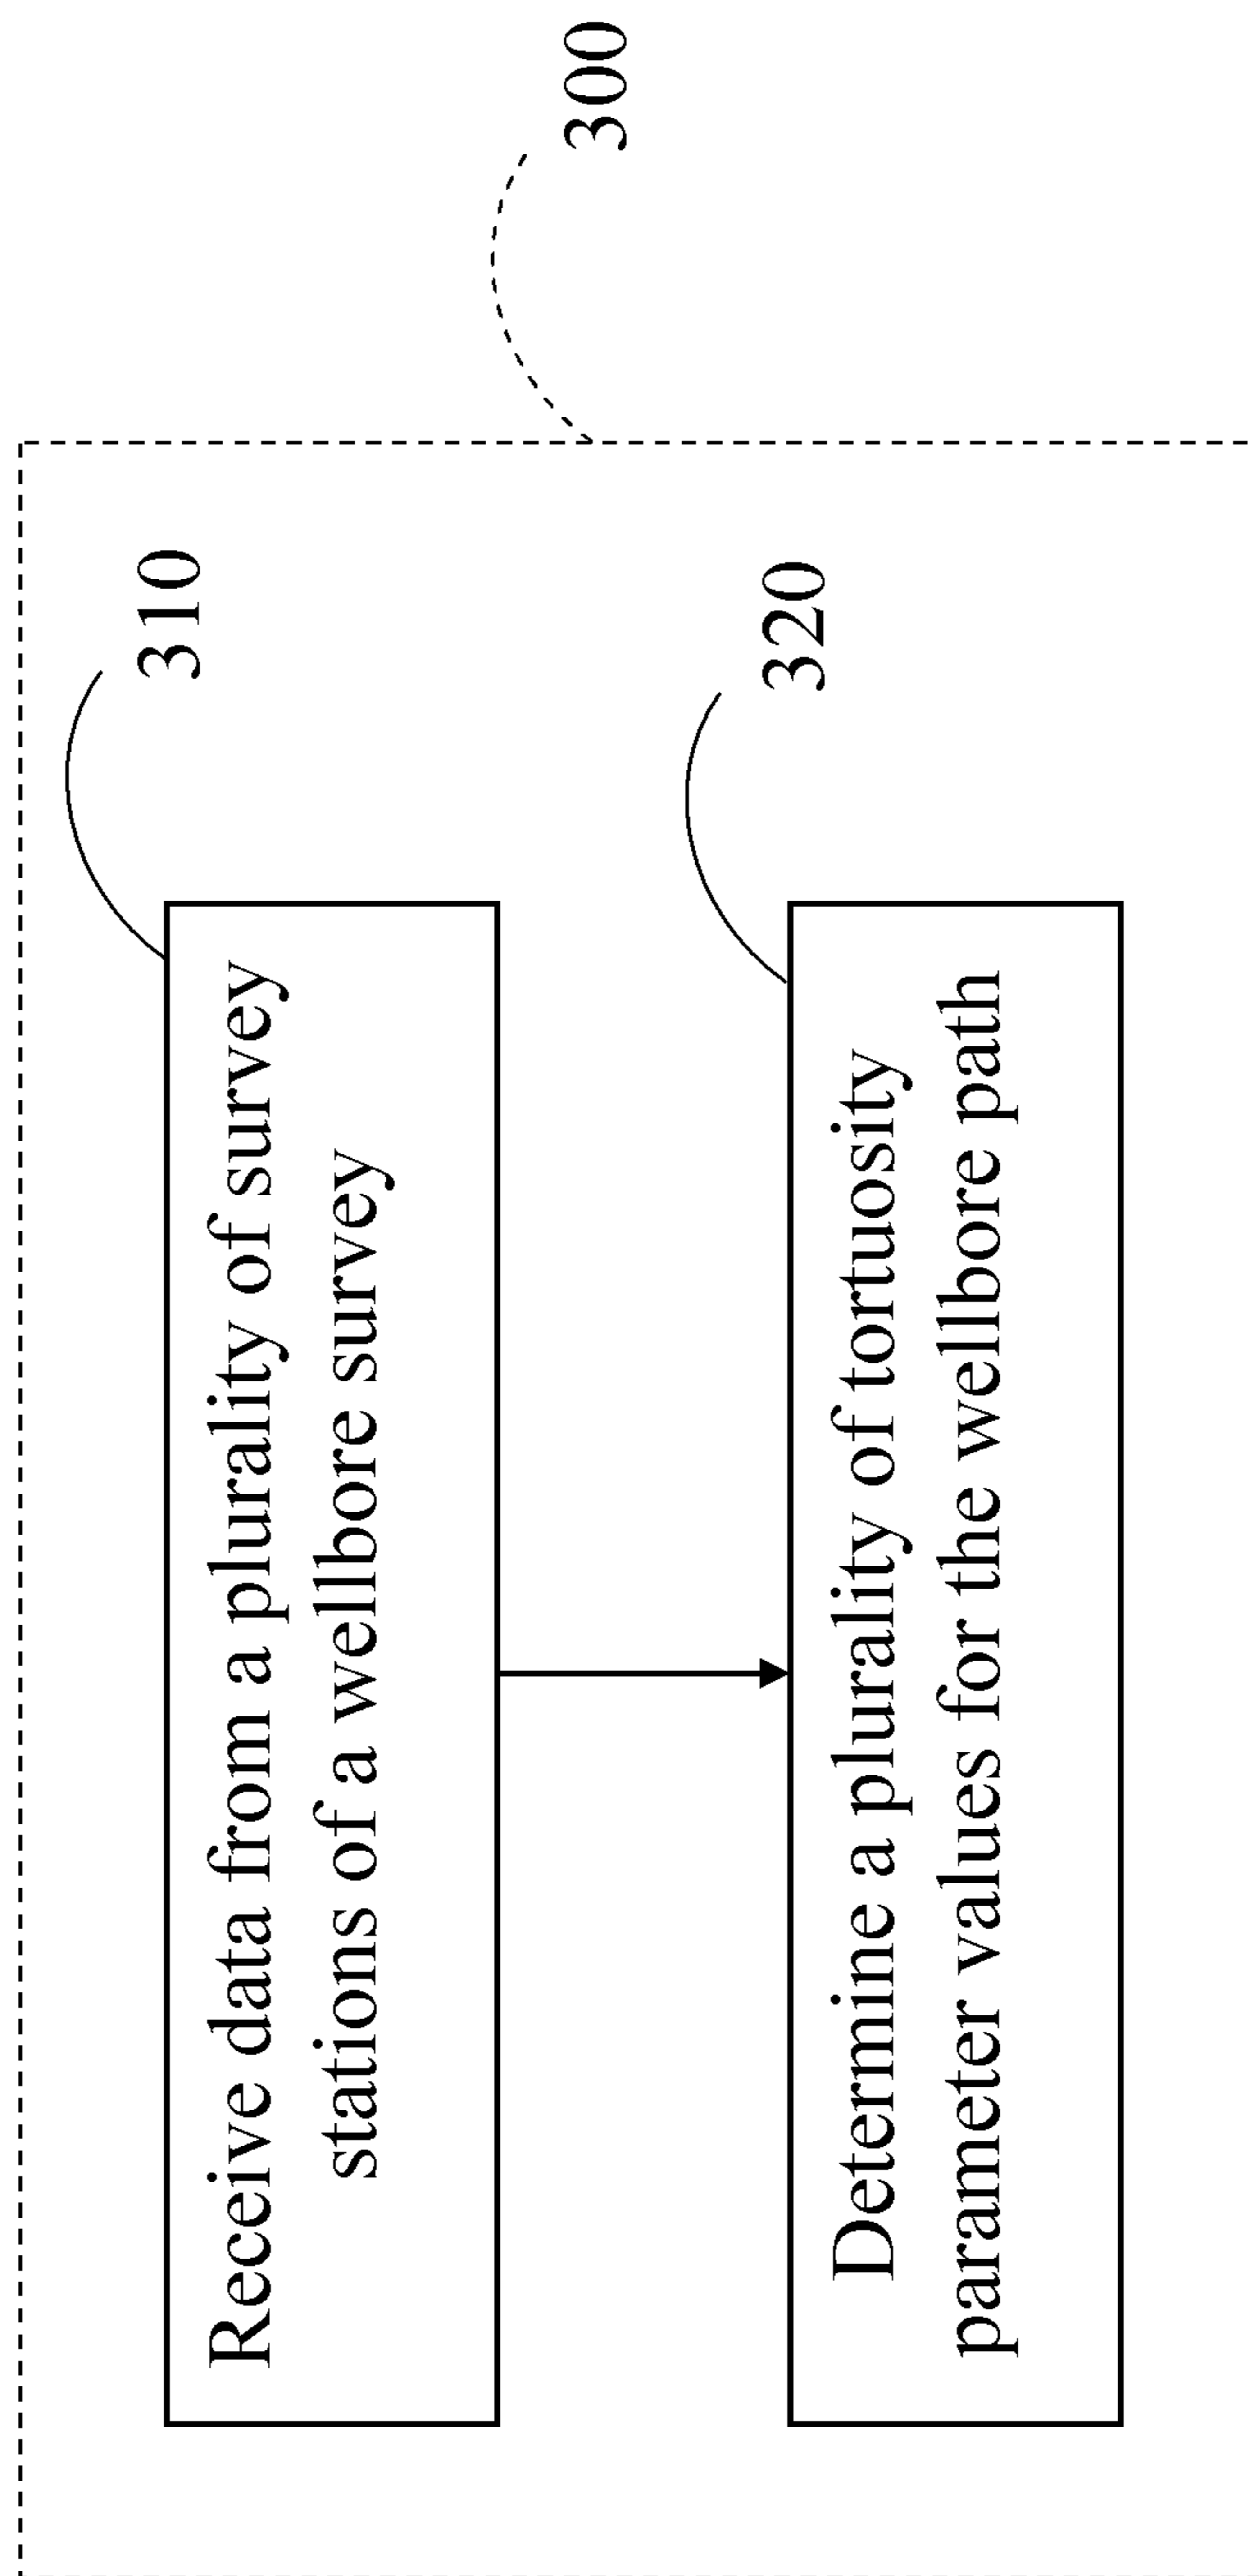 300
310
Receive data from a plurality of survey
stations of a wellbore survey
320
Determine a plurality of tortuosity
parameter values for the wellbore path